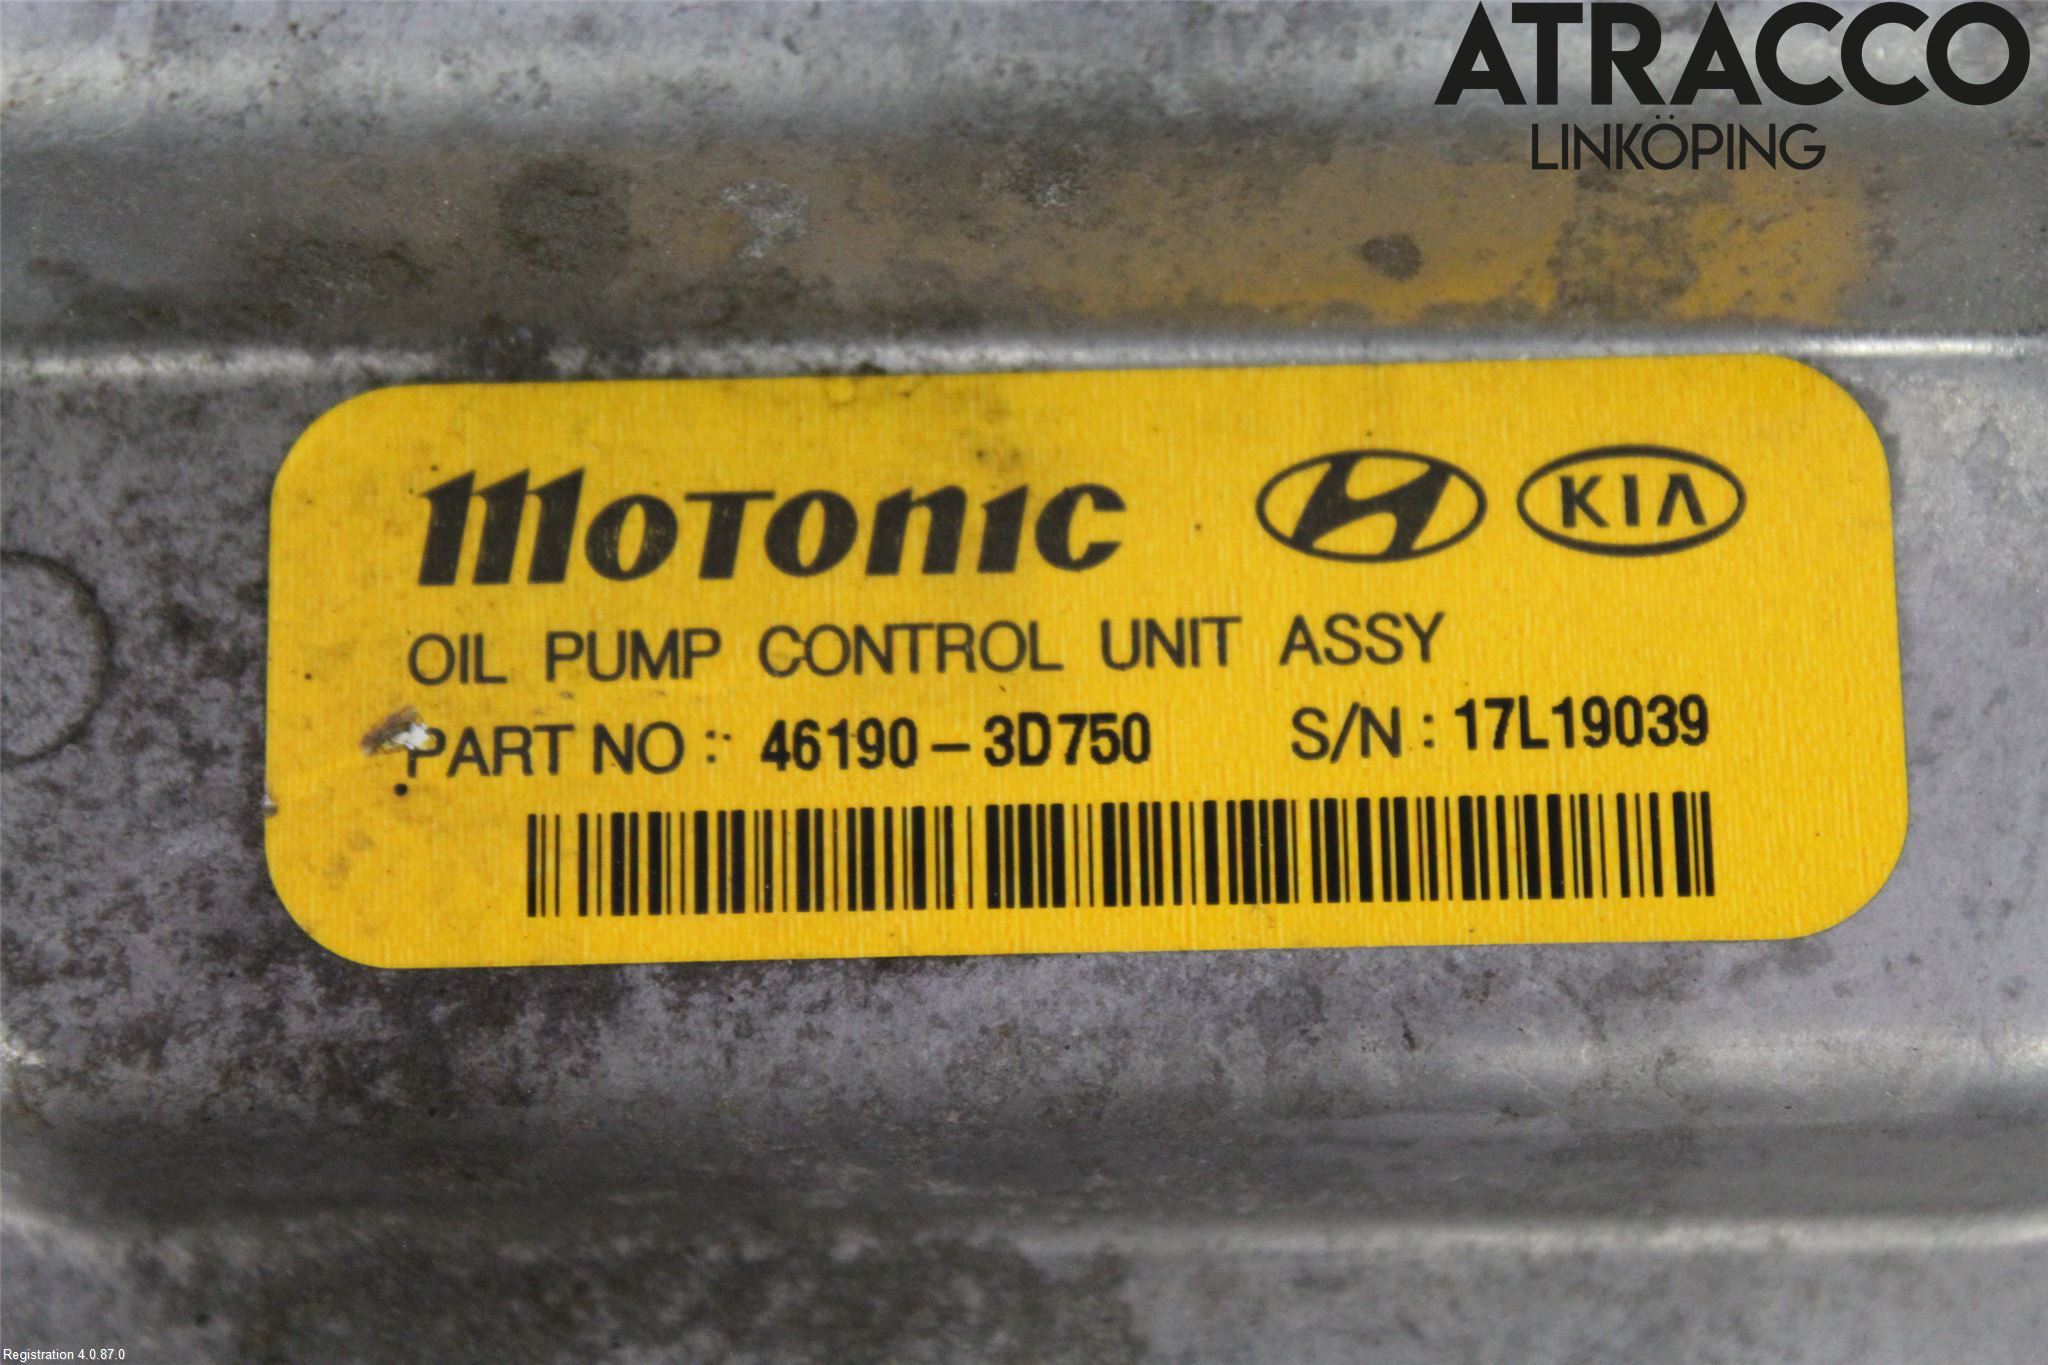 ATRACCO
LINKÖPING
MOTONIC KIA
OIL PUMP CONTROL UNIT ASSY
PART NO : 46190-3D750 S/N : 17L19039
Registration 4.0.87.0